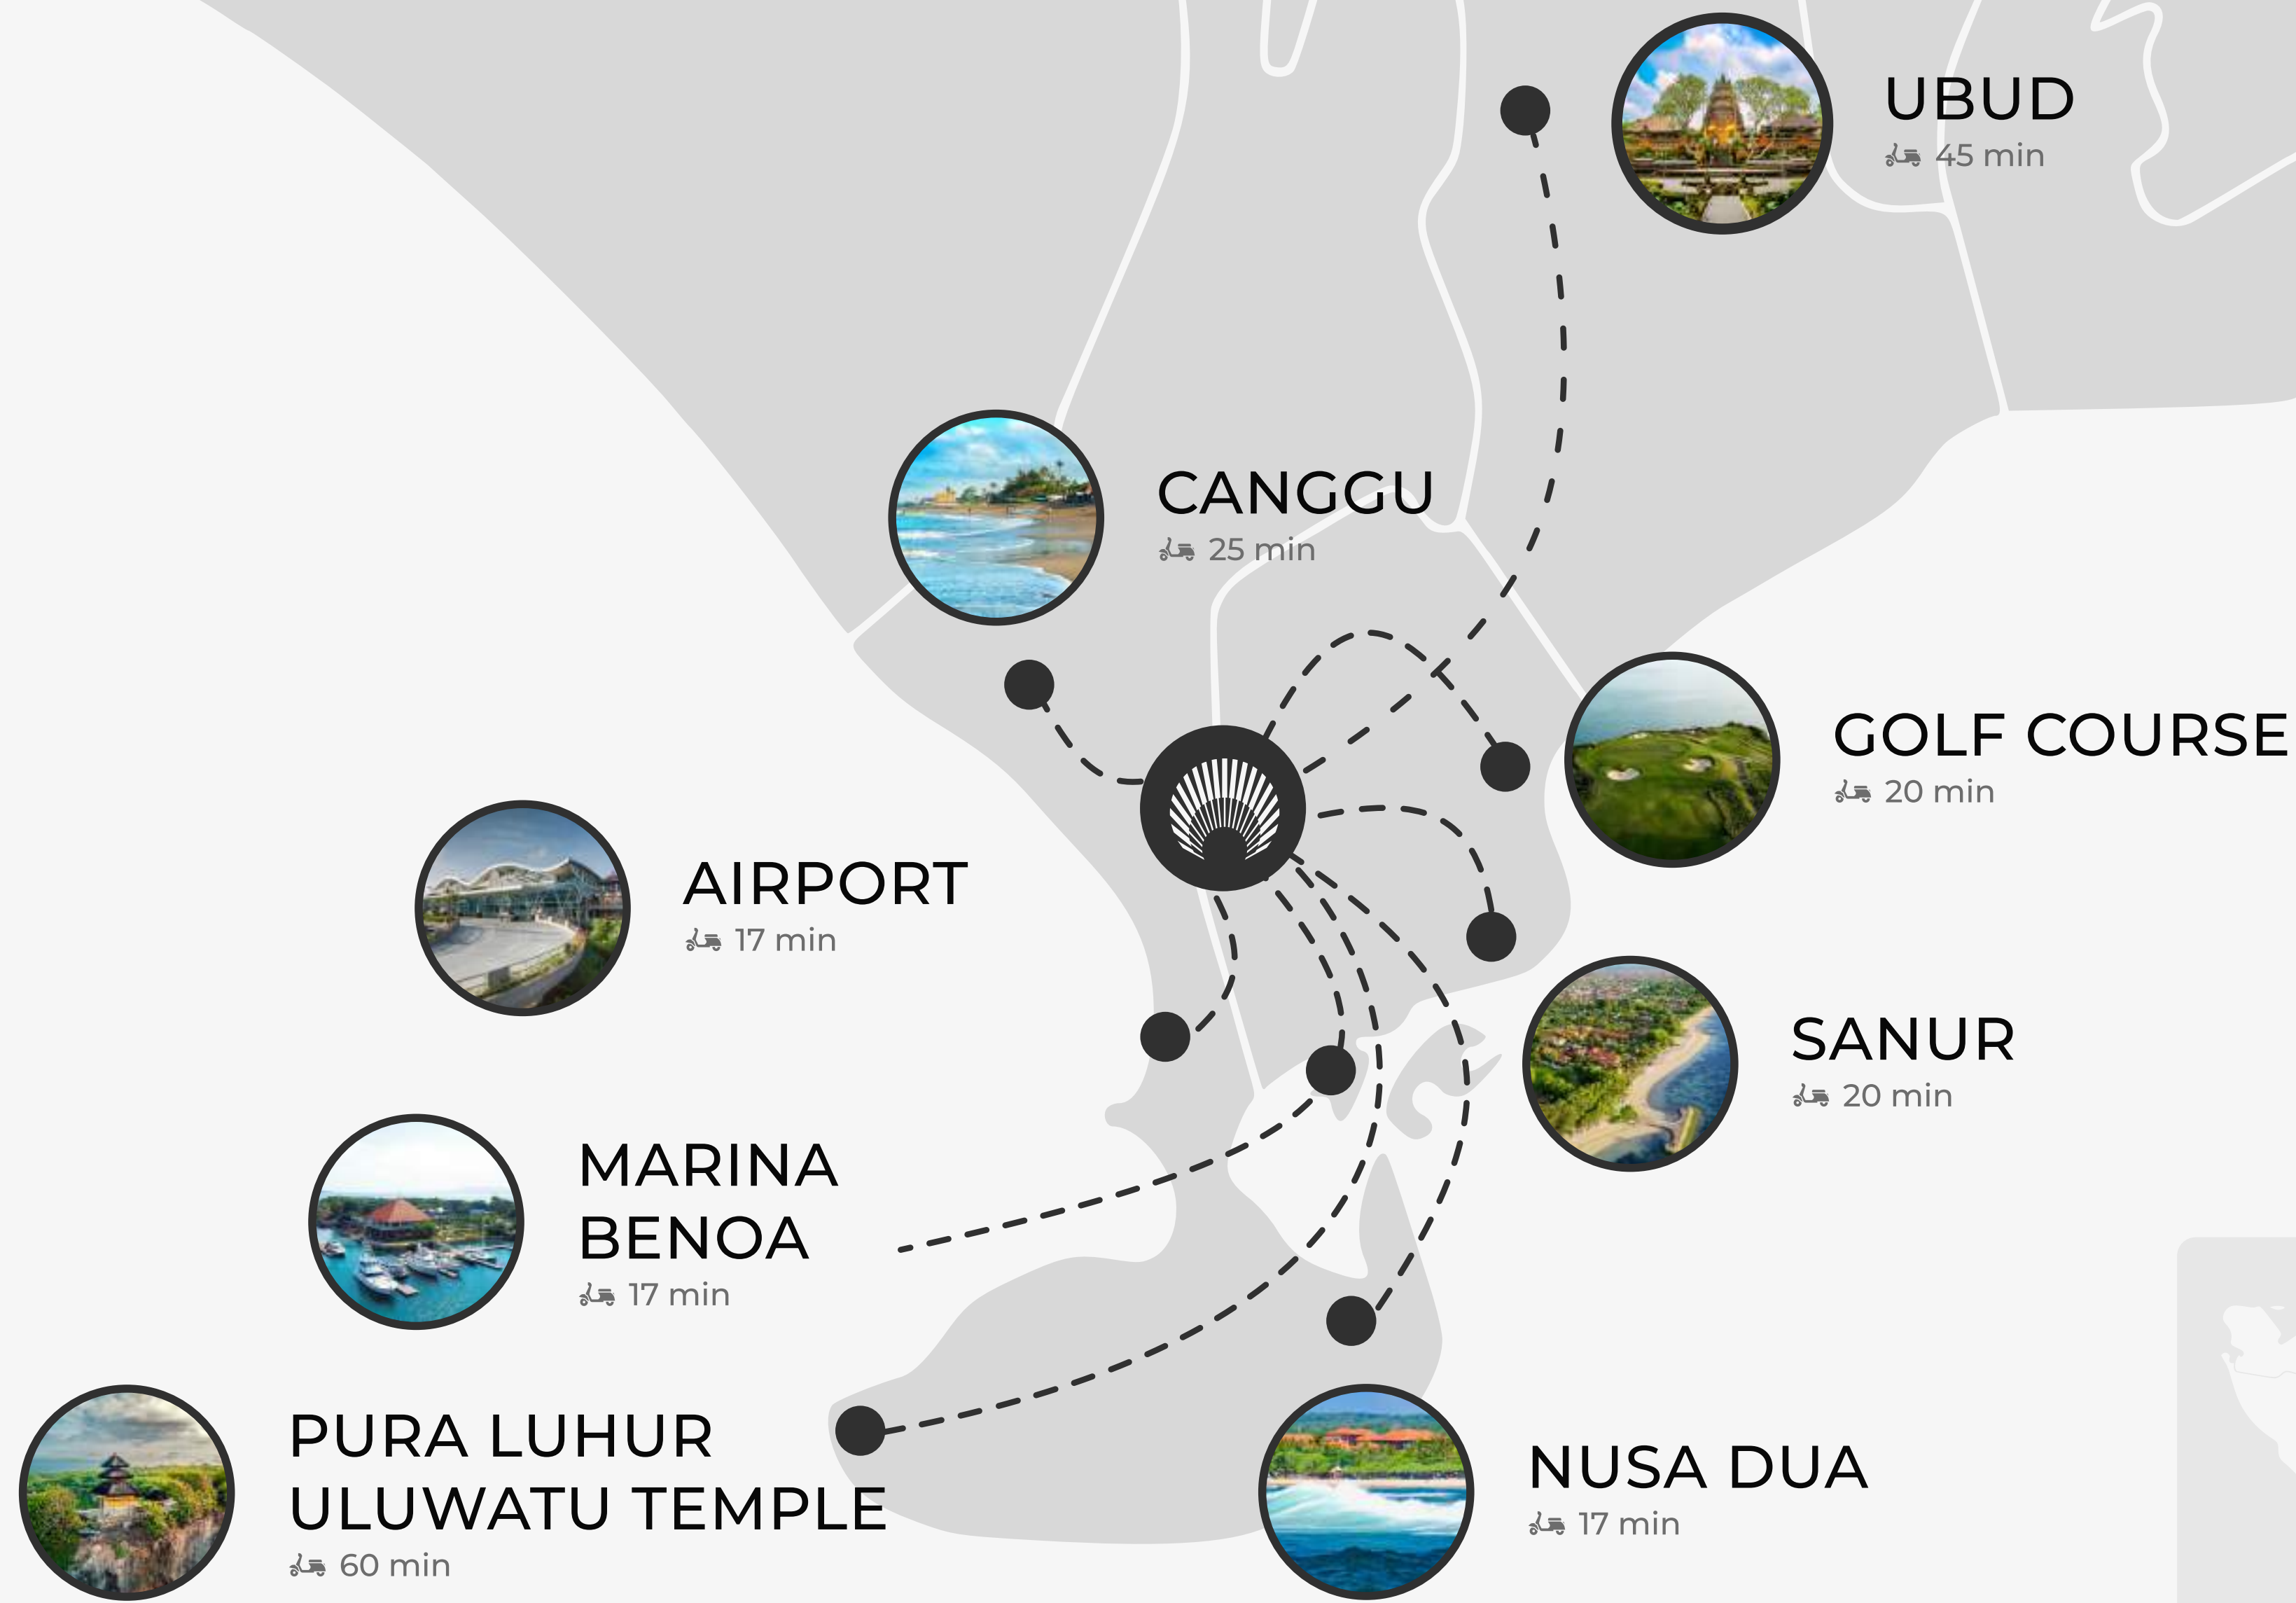 UBUD
45 min
CANGGU
25 min
GOLF COURSE
20 min
AIRPORT
17 min
SANUR
20 min
MARINA
BENOA
17 min
PURA LUHUR
ULUWATU TEMPLE
60 min
NUSA DUA
17 min